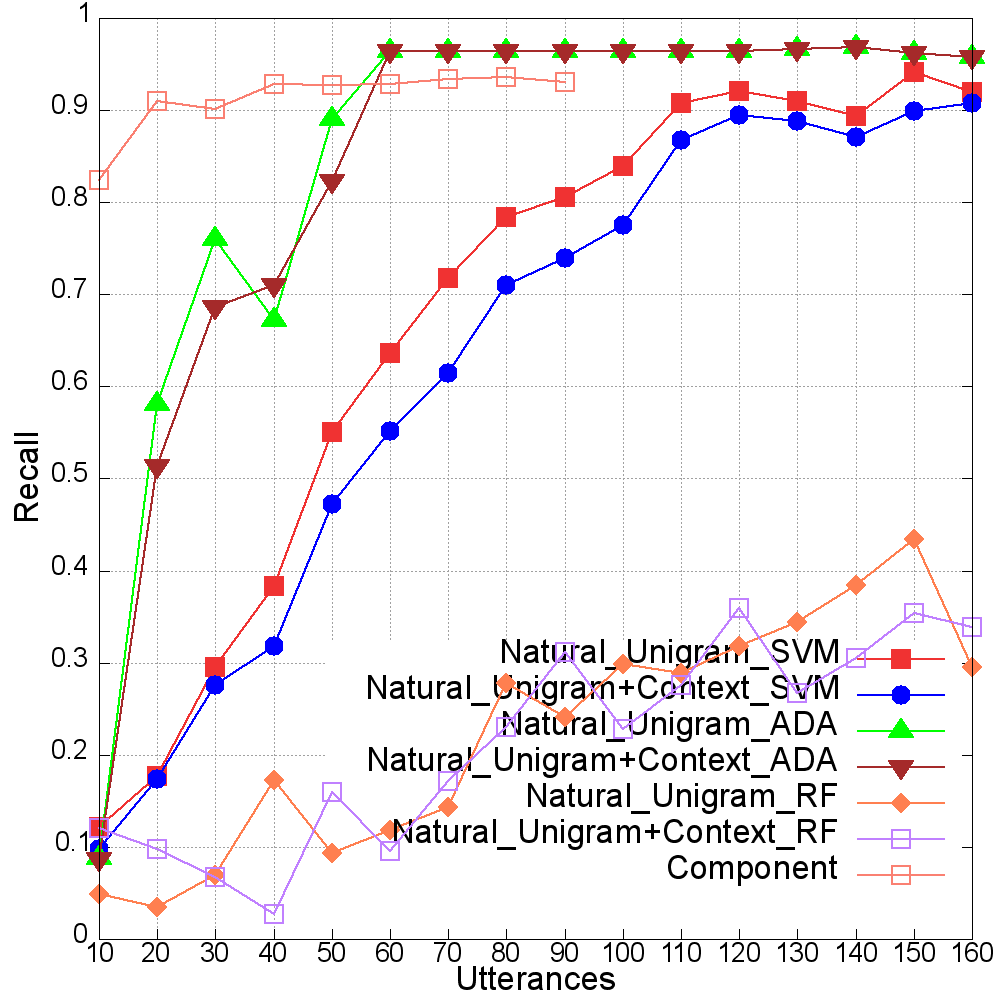 1
0.9
0.8
0.7
0.6
0.5
0.4
0.3
0.2
0.1
0
Recall
Natural_Unigram_SVM
Natural_Unigram+Context_SVM
Natural_Unigram_ADA
Natural_Unigram+Context_ADA
Natural_Unigram_RF
Natural_Unigram+Context_RF
Component
10 20 30 40 50 60 70 80 90 100 110 120 130 140 150 160
Utterances